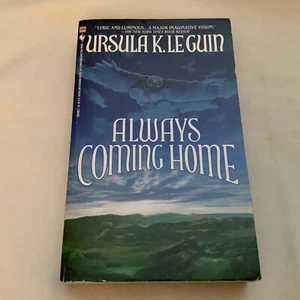 "LYRIC AND LUMINOUS...A MAJOR IMAGINATIVE VISION."
—THE NEW YORK TIMES BOOK REVIEW
URSULA K. LE GUIN
ALWAYS
COMING HOME